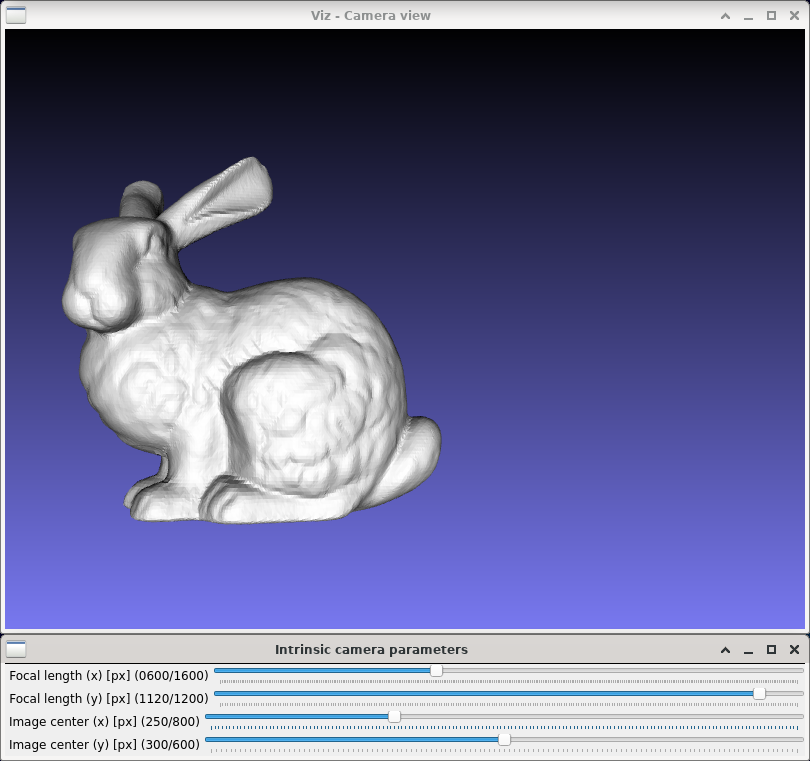 Viz - Camera view
Intrinsic camera parameters
Focal length (x) [px] (0600/1600)
Focal length (y) [px] (1120/1200)
Image center (x) [px] (250/800)
Image center (y) [px] (300/600)